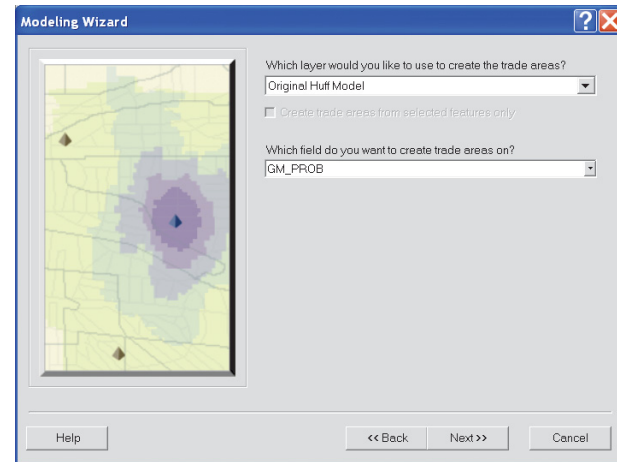 Modeling Wizard
?
Which layer would you like to use to create the trade areas?
Original Huff Model
Create trade areas from selected features only
Which field do you want to create trade areas on?
GM_PROB
Help
<< Back
Next >>
Cancel